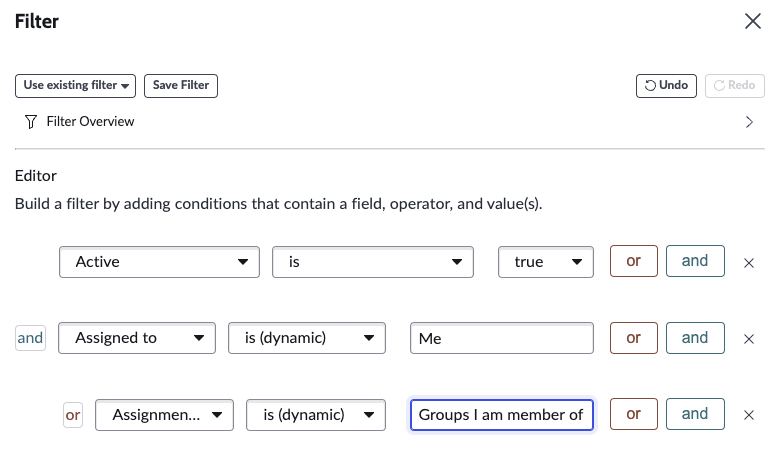 Filter
Use existing filter Save Filter Undo Redo
Filter Overview
Editor
Build a filter by adding conditions that contain a field, operator, and value(s).
Active is true or and
and Assigned to is (dynamic) Me or and
or Assignmen... is (dynamic) Groups I am member of or and